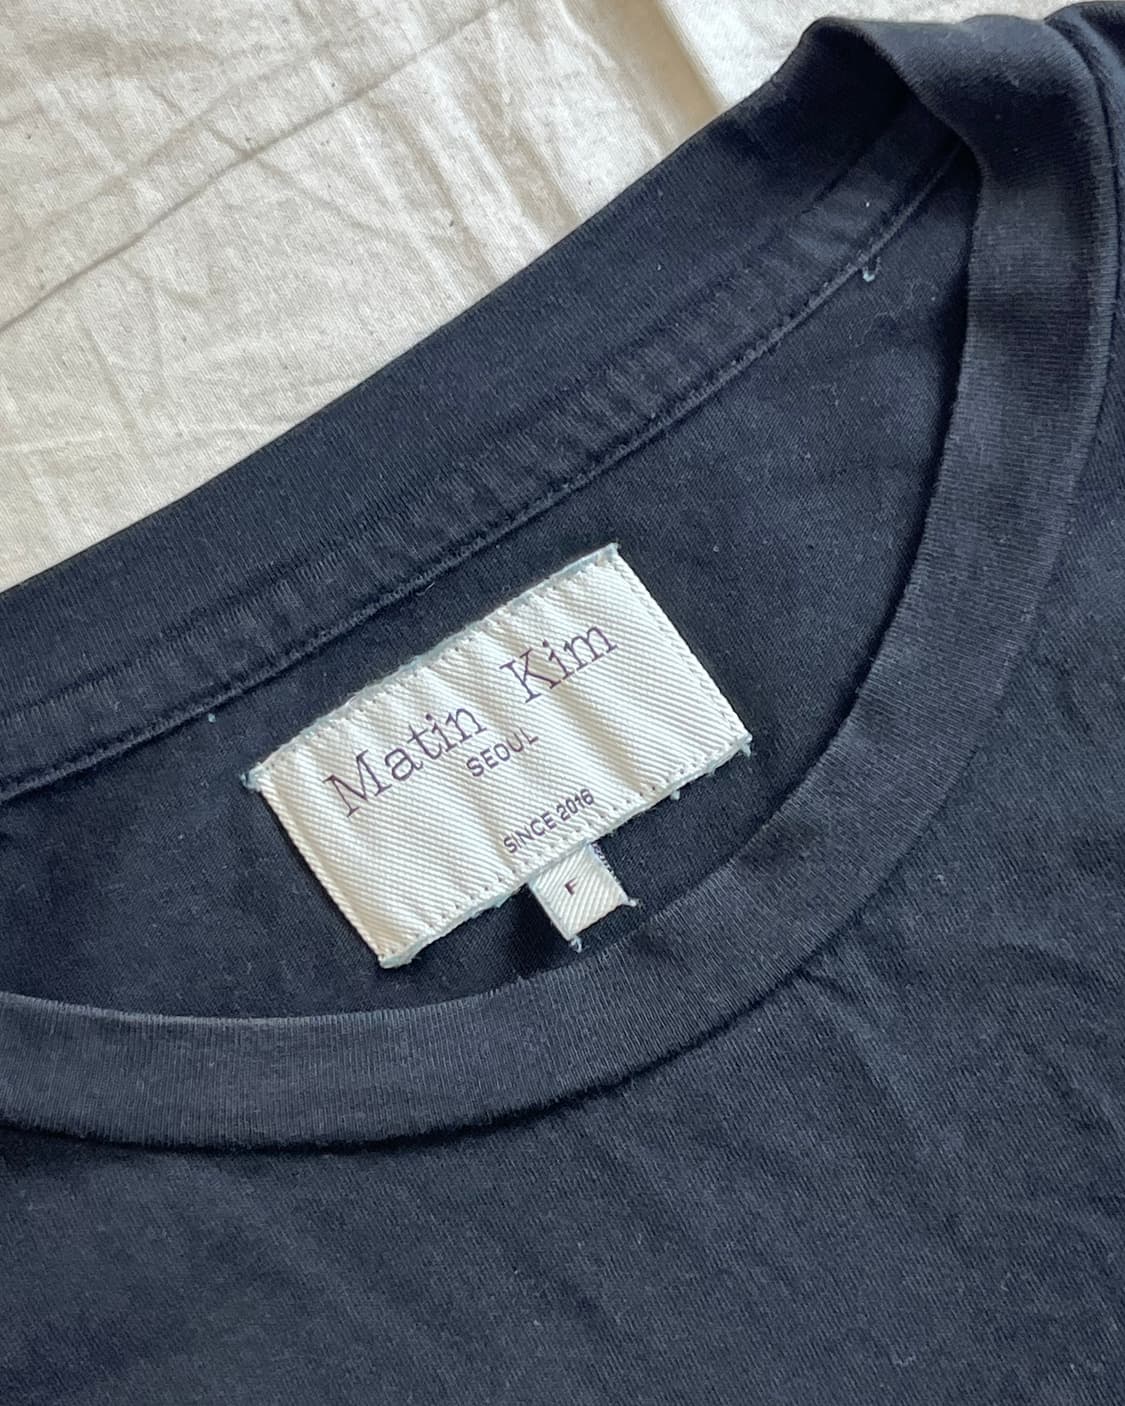 Matin Kim
SEOUL
SINCE 2016
F